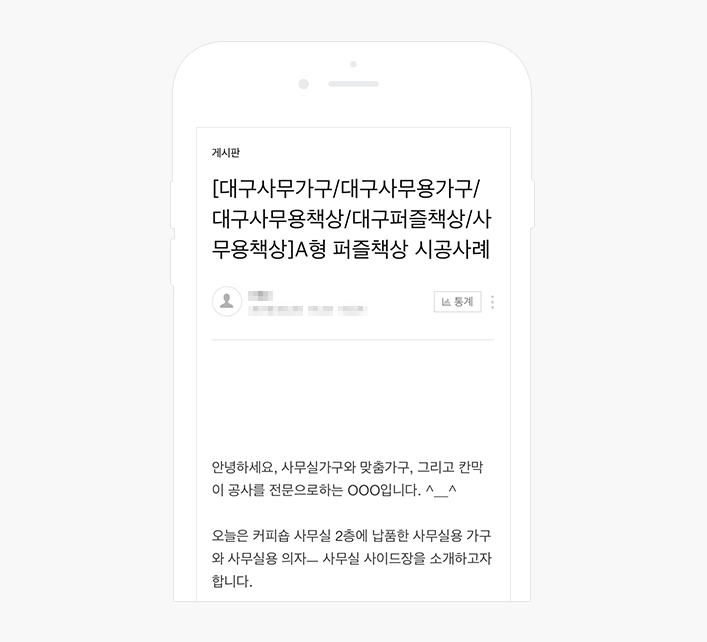 게시판
[대구사무가구/대구사무용가구/
대구사무용책상/대구퍼즐책상/사
무용책상]A형 퍼즐책상 시공사례
통계
안녕하세요, 사무실가구와 맞춤가구, 그리고 칸막
이 공사를 전문으로하는 OOO입니다. ^__^
오늘은 커피숍 사무실 2층에 납품한 사무실용 가구
와 사무실용 의자ㅡ 사무실 사이드장을 소개하고자
합니다.